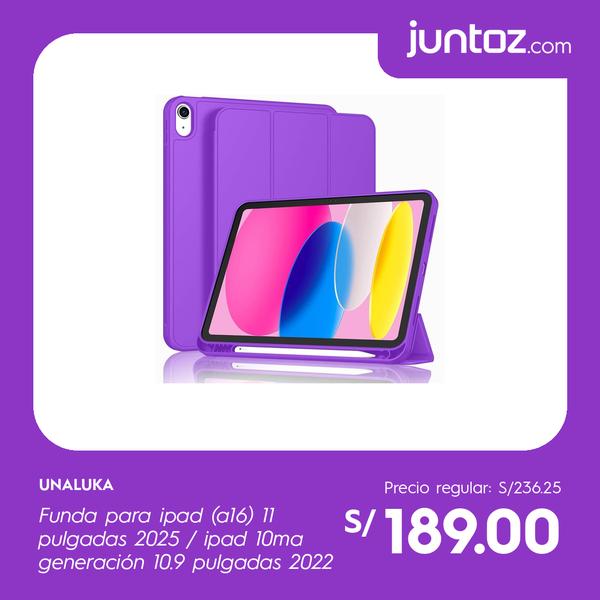 juntoz.com
UNALUKA
Funda para ipad (a16) 11
pulgadas 2025 / ipad 10ma
generación 10.9 pulgadas 2022
Precio regular: S/236.25
S/189.00